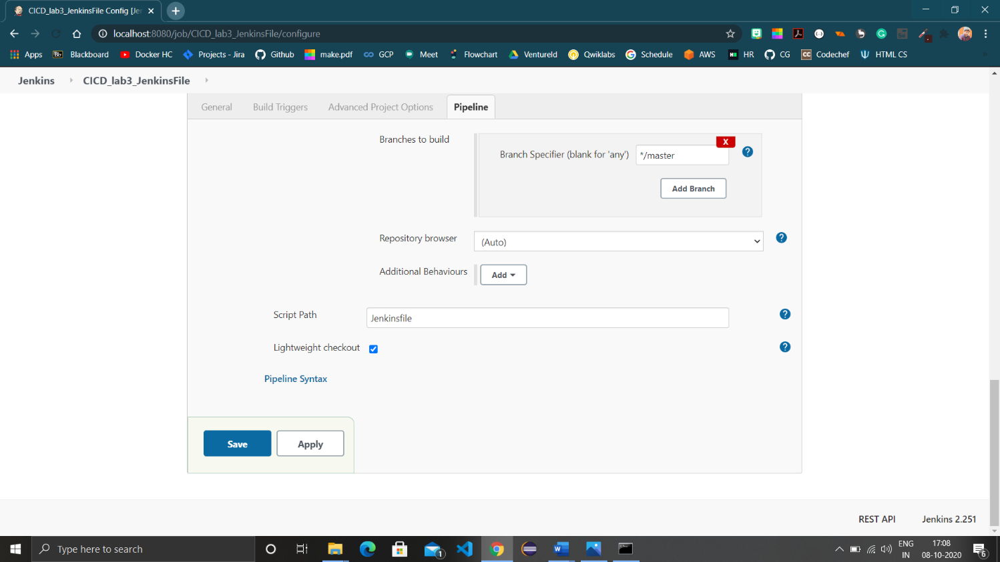 CICD_lab3_JenkinsFile Config [Jer
localhost:8080/job/CICD_lab3_JenkinsFile/configure
Apps Blackboard Docker HC Projects - Jira Github make.pdf GCP Meet Flowchart VentureId Qwiklabs Schedule AWS HR CG Codechef HTML CS
Jenkins CICD_lab3_JenkinsFile
General Build Triggers Advanced Project Options Pipeline
Branches to build
X
Branch Specifier (blank for 'any') */master
Add Branch
Repository browser (Auto)
Additional Behaviours Add
Script Path Jenkinsfile
Lightweight checkout
Pipeline Syntax
Save Apply
REST API Jenkins 2.251
Type here to search
1
ENG 17:08
IN 08-10-2020
6